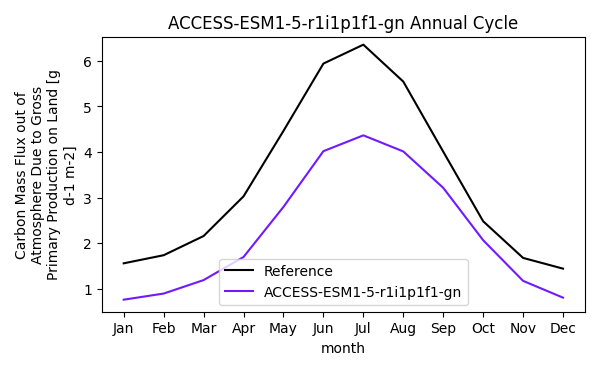 ACCESS-ESM1-5-r1i1p1f1-gn Annual Cycle
Carbon Mass Flux out of
Atmosphere Due to Gross
Primary Production on Land [g
d-1 m-2]
6
5
4
3
2
1
Reference
ACCESS-ESM1-5-r1i1p1f1-gn
Jan Feb Mar Apr May Jun Jul Aug Sep Oct Nov Dec
month